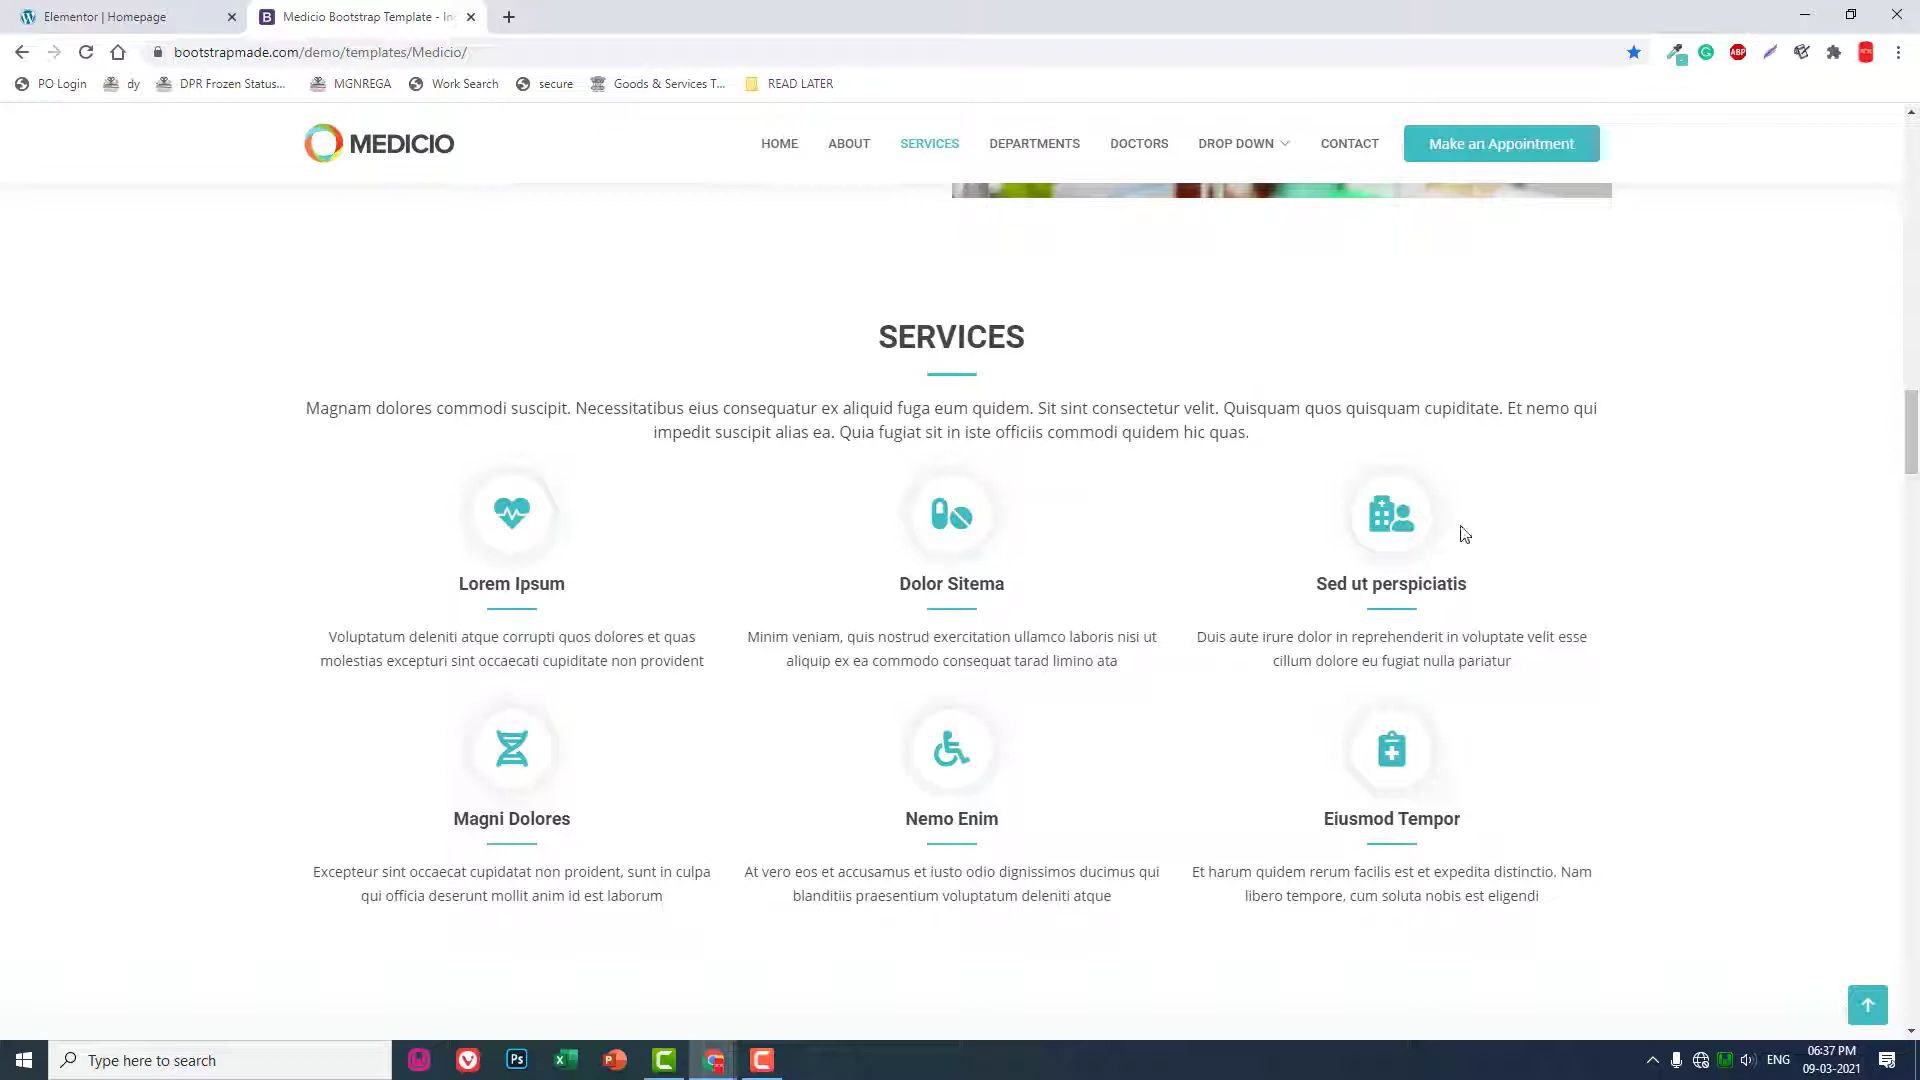 Elementor | Homepage
Medicio Bootstrap Template - In
bootstrapmade.com/demo/templates/Medicio/
PO Login
dy
DPR Frozen Status...
MGNREGA
Work Search
secure
Goods & Services T...
READ LATER
MEDICIO
HOME
ABOUT
SERVICES
DEPARTMENTS
DOCTORS
DROP DOWN
CONTACT
Make an Appointment
SERVICES
Magnam dolores commodi suscipit. Necessitatibus eius consequatur ex aliquid fuga eum quidem. Sit sint consectetur velit. Quisquam quos quisquam cupiditate. Et nemo qui
impedit suscipit alias ea. Quia fugiat sit in iste officiis commodi quidem hic quas.
Lorem Ipsum
Voluptatum deleniti atque corrupti quos dolores et quas
molestias excepturi sint occaecati cupiditate non provident
Dolor Sitema
Minim veniam, quis nostrud exercitation ullamco laboris nisi ut
aliquip ex ea commodo consequat tarad limino ata
Sed ut perspiciatis
Duis aute irure dolor in reprehenderit in voluptate velit esse
cillum dolore eu fugiat nulla pariatur
Magni Dolores
Excepteur sint occaecat cupidatat non proident, sunt in culpa
qui officia deserunt mollit anim id est laborum
Nemo Enim
At vero eos et accusamus et iusto odio dignissimos ducimus qui
blanditiis praesentium voluptatum deleniti atque
Eiusmod Tempor
Et harum quidem rerum facilis est et expedita distinctio. Nam
libero tempore, cum soluta nobis est eligendi
Type here to search
ENG
06:37 PM
09-03-2021